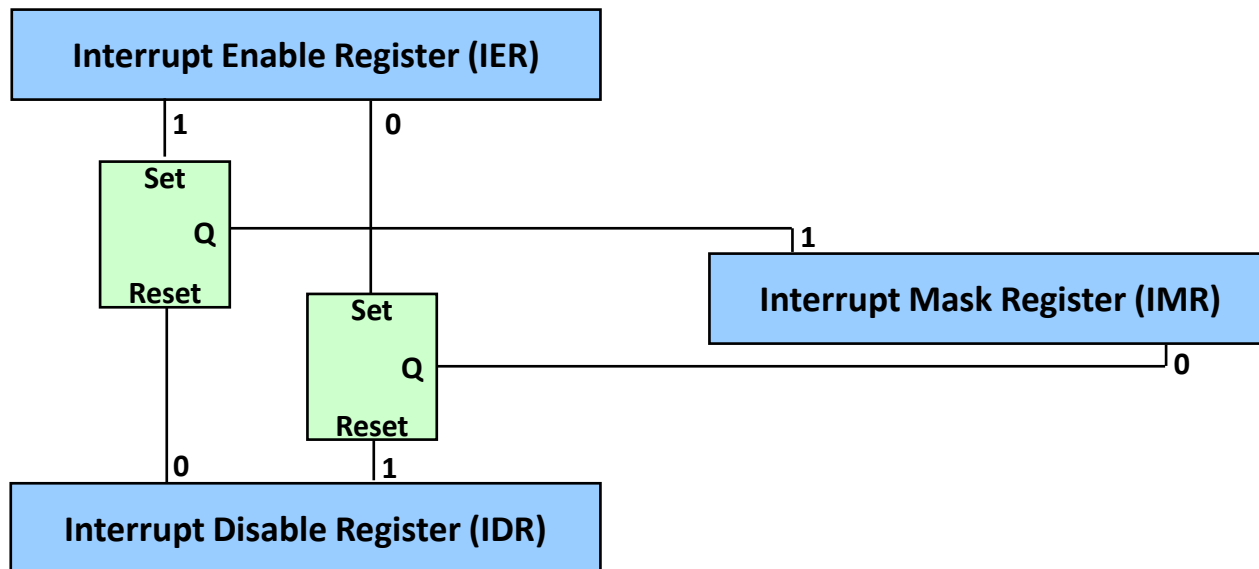 Interrupt Enable Register (IER)
1
0
Set
Q
1
Reset
Set
Interrupt Mask Register (IMR)
Q
0
Reset
0
1
Interrupt Disable Register (IDR)